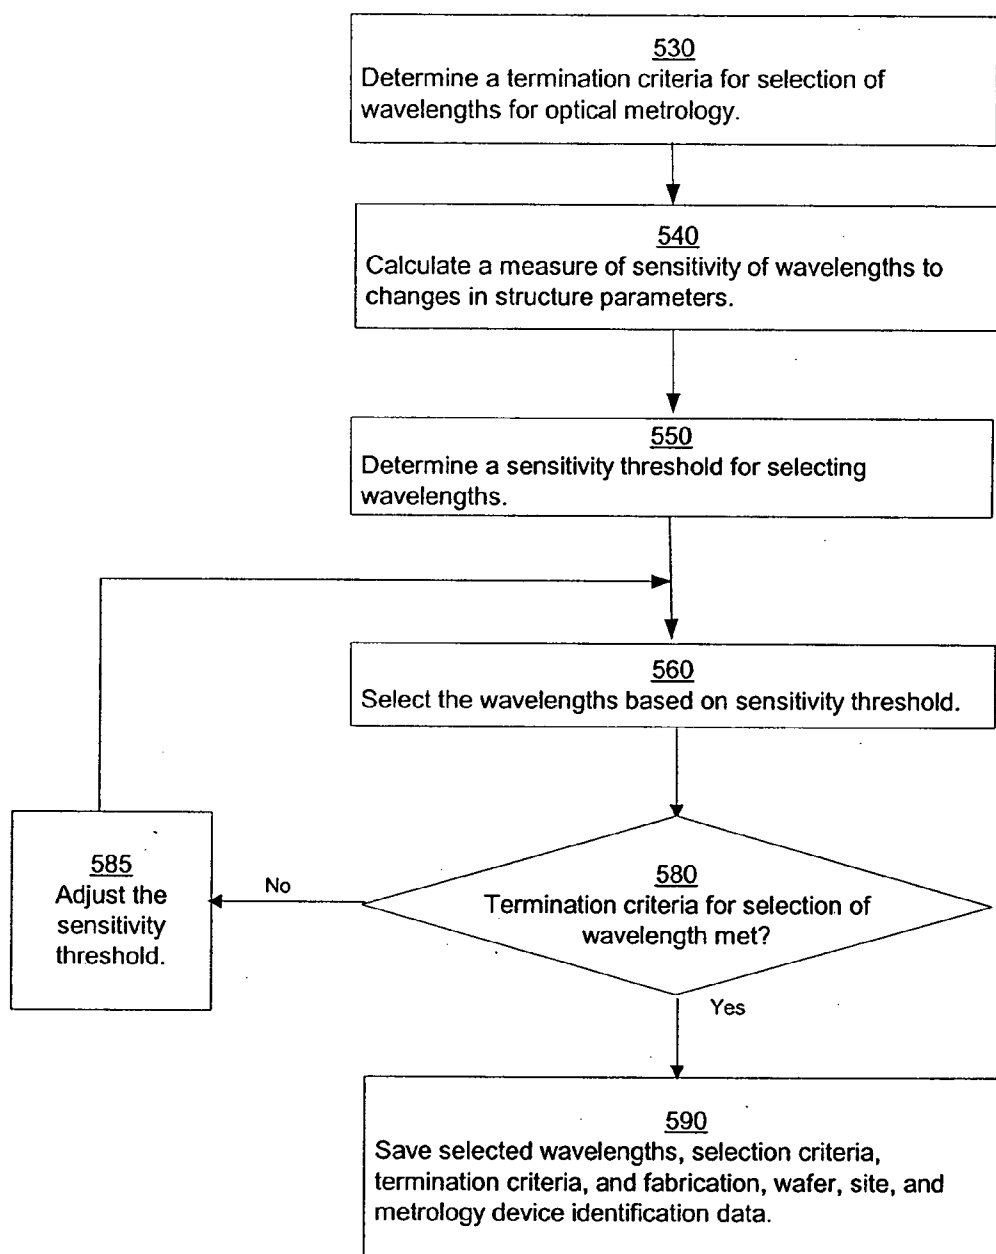 530
Determine a termination criteria for selection of
wavelengths for optical metrology.
540
Calculate a measure of sensitivity of wavelengths to
changes in structure parameters.
550
Determine a sensitivity threshold for selecting
wavelengths.
560
Select the wavelengths based on sensitivity threshold.
580
Termination criteria for selection of
wavelength met?
No
585
Adjust the
sensitivity
threshold.
Yes
590
Save selected wavelengths, selection criteria,
termination criteria, and fabrication, wafer, site, and
metrology device identification data.